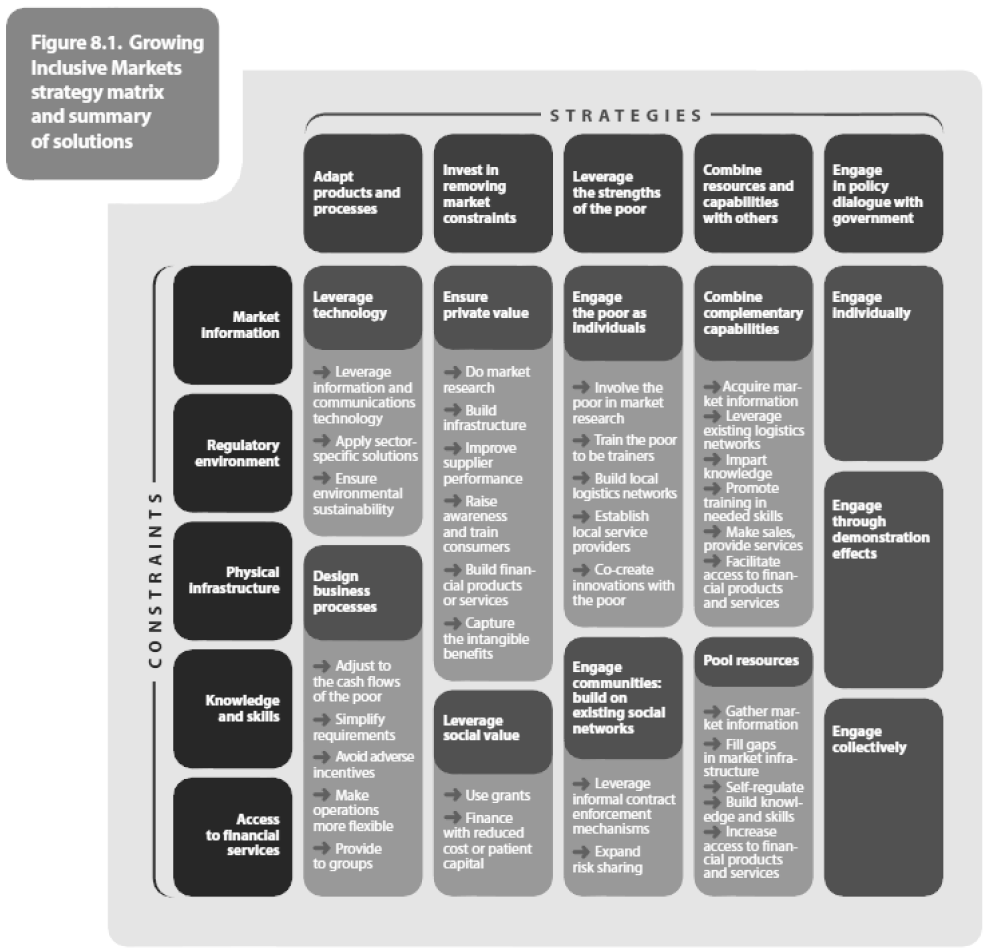 Figure 8.1. Growing
Inclusive Markets
strategy matrix
and summary
of solutions
STRATEGIES
Adapt
products and
processes
Invest in
removing
market
constraints
Leverage
the strengths
of the poor
Combine
resources and
capabilities
with others
Engage
in policy
dialogue with
government
CONSTRAINTS
Market
information
Regulatory
environment
Physical
infrastructure
Knowledge
and skills
Access
to financial
services
Leverage
technology
→ Leverage
information and
communications
technology
→ Apply sector-
specific solutions
→ Ensure
environmental
sustainability
Design
business
processes
→ Adjust to
the cash flows
of the poor
→ Simplify
requirements
→ Avoid adverse
incentives
→ Make
operations
more flexible
→ Provide
to groups
Ensure
private value
→ Do market
research
→ Build
infrastructure
→ Improve
supplier
performance
→ Raise
awareness
and train
consumers
→ Build finan-
cial products
or services
→ Capture
the intangible
benefits
Leverage
social value
→ Use grants
→ Finance
with reduced
cost or patient
capital
Engage
the poor as
individuals
→ Involve the
poor in market
research
→ Train the poor
to be trainers
→ Build local
logistics networks
→ Establish
local service
providers
→ Co-create
innovations with
the poor
Engage
communities:
build on
existing social
networks
→ Leverage
informal contract
enforcement
mechanisms
→ Expand
risk sharing
Combine
complementary
capabilities
→ Acquire mar-
ket information
→ Leverage
existing logistics
networks
→ Impart
knowledge
→ Promote
training in
needed skills
→ Make sales,
provide services
→ Facilitate
access to finan-
cial products
and services
Pool resources
→ Gather mar-
ket information
→ Fill gaps
in market infra-
structure
→ Self-regulate
→ Build knowl-
edge and skills
→ Increase
access to finan-
cial products
and services
Engage
individually
Engage
through
demonstration
effects
Engage
collectively